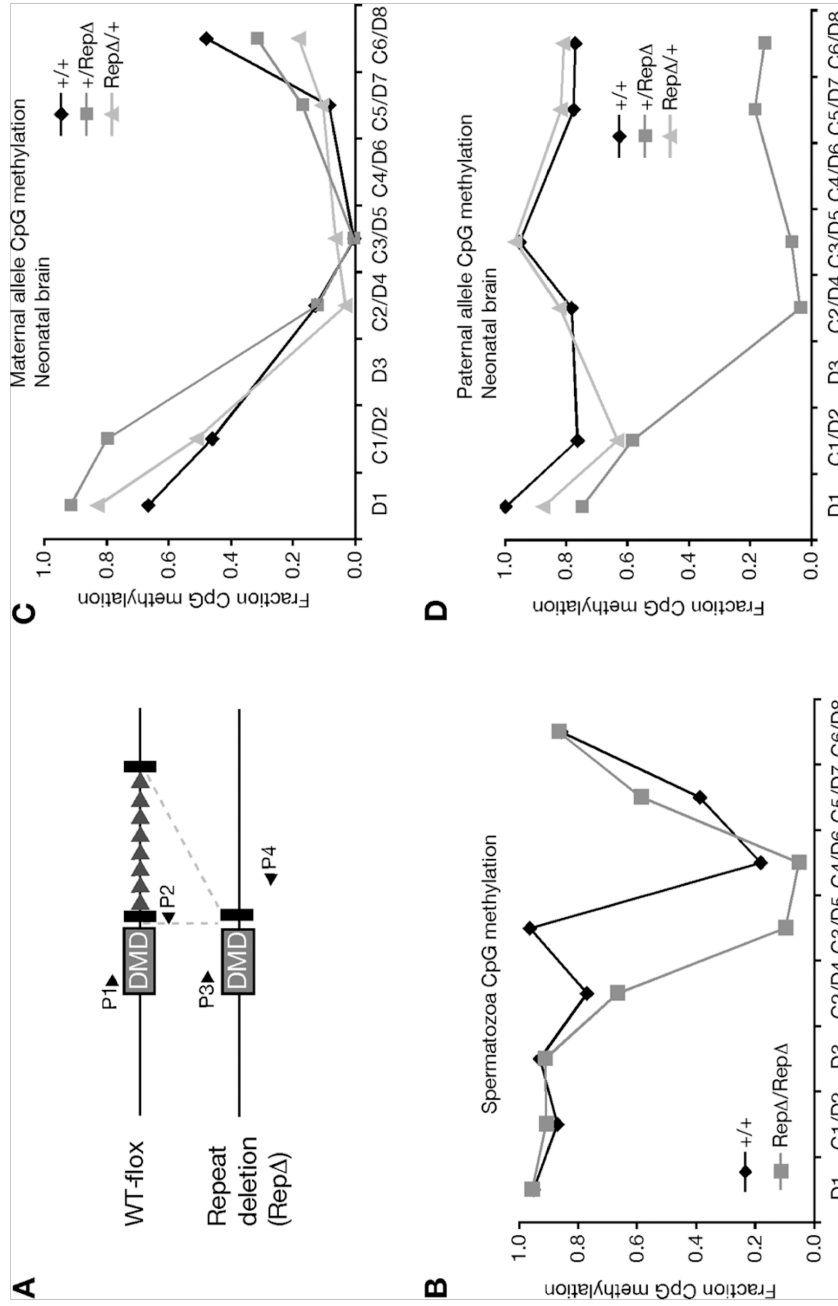 A
WT-flox
P1
DMD
P2
Repeat
deletion
(RepΔ)
P3
DMD
P4
B
Spermatozoa CpG methylation
Fraction CpG methylation
1.0
0.8
0.6
0.4
0.2
0.0
+/+
RepΔ/RepΔ
D1 C1/D2 D3 C2/D4 C3/D5 C4/D6 C5/D7 C6/D8
C
Maternal allele CpG methylation
Neonatal brain
Fraction CpG methylation
1.0
0.8
0.6
0.4
0.2
0.0
+/+
+/RepΔ
RepΔ/+
D1 C1/D2 D3 C2/D4 C3/D5 C4/D6 C5/D7 C6/D8
D
Paternal allele CpG methylation
Neonatal brain
Fraction CpG methylation
1.0
0.8
0.6
0.4
0.2
0.0
+/+
+/RepΔ
RepΔ/+
D1 C1/D2 D3 C2/D4 C3/D5 C4/D6 C5/D7 C6/D8